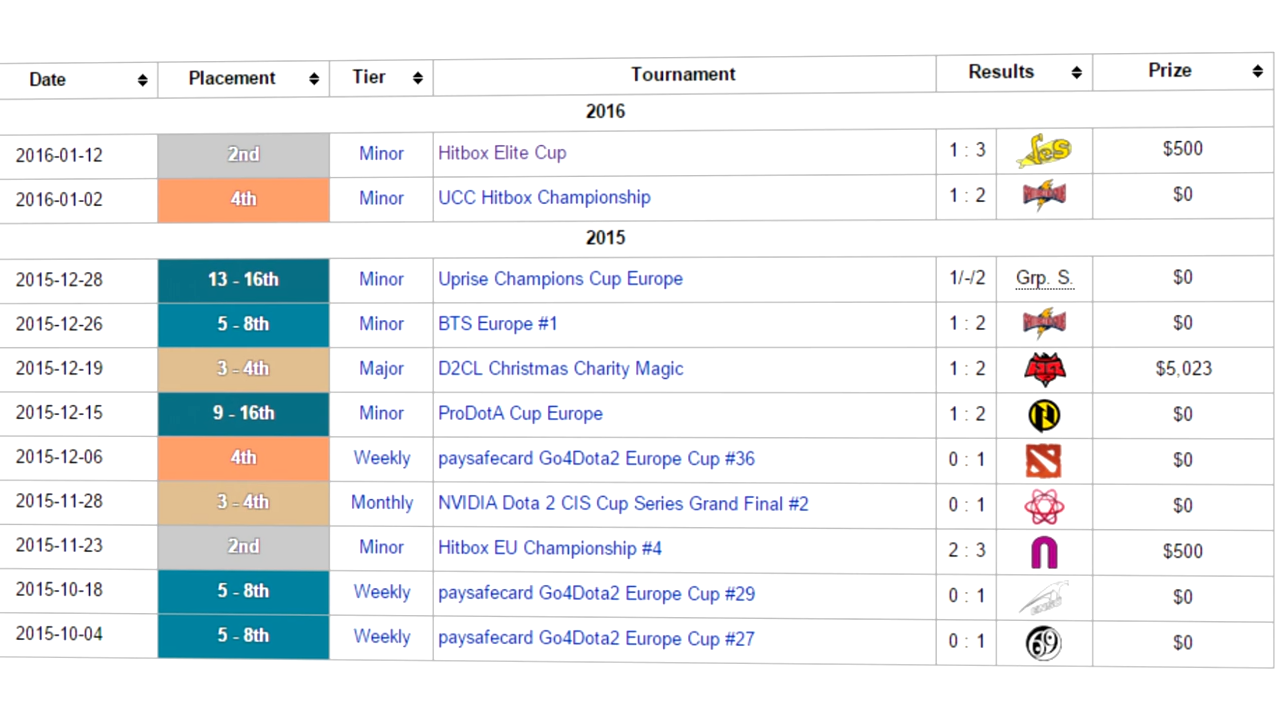 Date Placement Tier Tournament Results Prize
2016
2016-01-12 2nd Minor Hitbox Elite Cup 1 : 3 $500
2016-01-02 4th Minor UCC Hitbox Championship 1 : 2 $0
2015
2015-12-28 13 - 16th Minor Uprise Champions Cup Europe 1/-/2 Grp. S. $0
2015-12-26 5 - 8th Minor BTS Europe #1 1 : 2 $0
2015-12-19 3 - 4th Major D2CL Christmas Charity Magic 1 : 2 $5,023
2015-12-15 9 - 16th Minor ProDotA Cup Europe 1 : 2 $0
2015-12-06 4th Weekly paysafecard Go4Dota2 Europe Cup #36 0 : 1 $0
2015-11-28 3 - 4th Monthly NVIDIA Dota 2 CIS Cup Series Grand Final #2 0 : 1 $0
2015-11-23 2nd Minor Hitbox EU Championship #4 2 : 3 $500
2015-10-18 5 - 8th Weekly paysafecard Go4Dota2 Europe Cup #29 0 : 1 $0
2015-10-04 5 - 8th Weekly paysafecard Go4Dota2 Europe Cup #27 0 : 1 $0